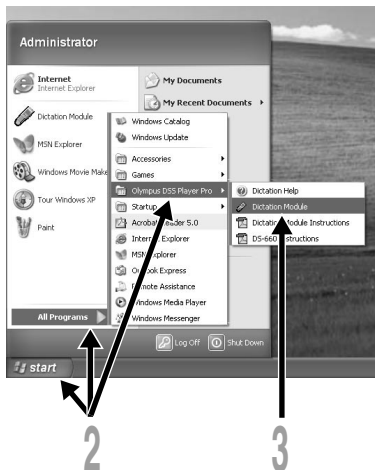 Administrator
Internet
Internet Explorer
Dictation Module
MSN Explorer
Windows Movie Make
Tour Windows XP
Paint
All Programs
My Documents
My Recent Documents
Windows Catalog
Windows Update
Accessories
Games
Olympus DSS Player Pro
Startup
Acrobat Reader 5.0
Internet Explorer
MSN Explorer
Outlook Express
Remote Assistance
Windows Media Player
Windows Messenger
Dictation Help
Dictation Module
Dictation Module Instructions
DS-660 Instructions
Log Off
Shut Down
start
2
3